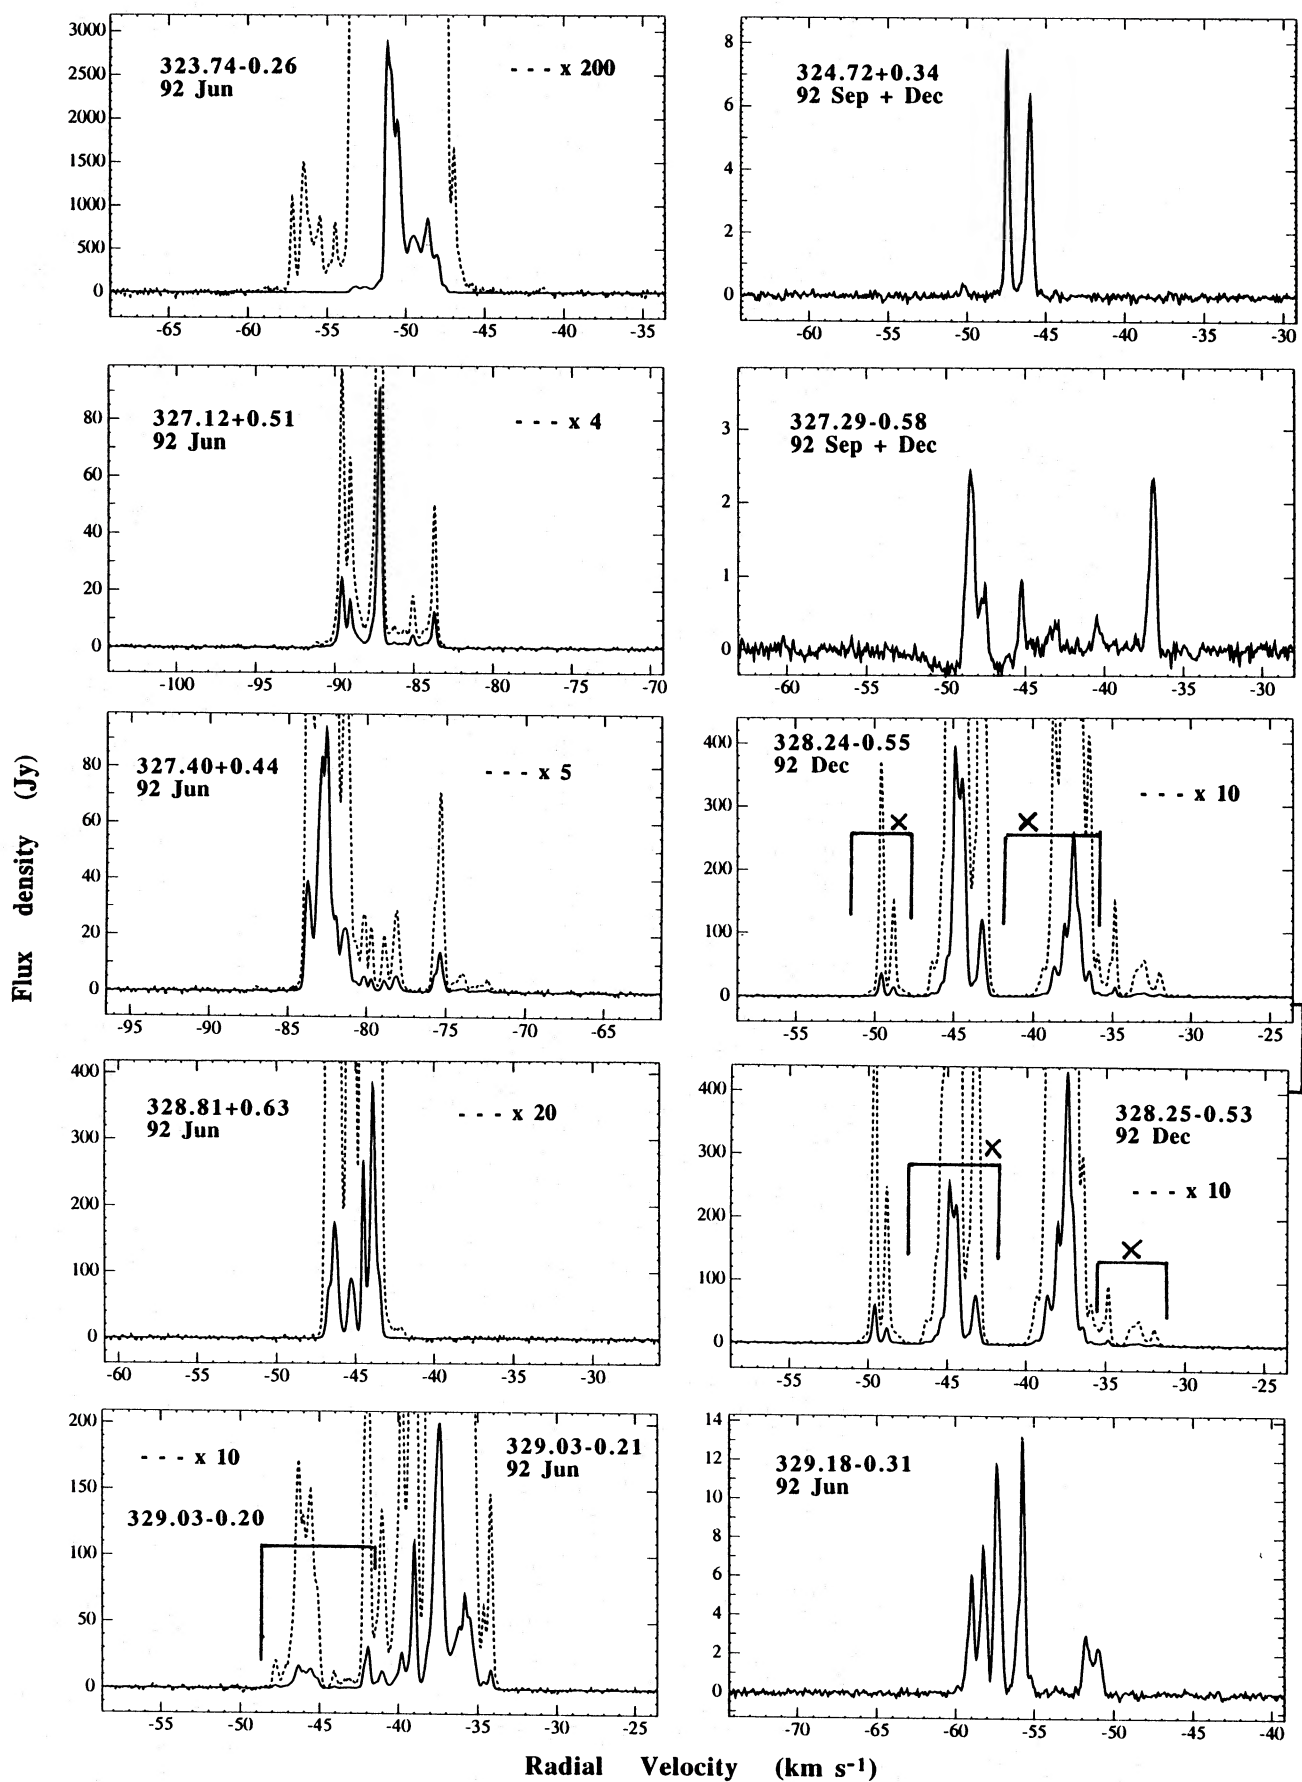 323.74-0.26
92 Jun
- - - x 200
3000
2500
2000
1500
1000
500
0
-65 -60 -55 -50 -45 -40 -35
324.72+0.34
92 Sep + Dec
8
6
4
2
0
-60 -55 -50 -45 -40 -35 -30
327.12+0.51
92 Jun
- - - x 4
80
60
40
20
0
-100 -95 -90 -85 -80 -75 -70
327.29-0.58
92 Sep + Dec
3
2
1
0
-60 -55 -50 -45 -40 -35 -30
327.40+0.44
92 Jun
- - - x 5
80
60
40
20
0
-95 -90 -85 -80 -75 -70 -65
328.24-0.55
92 Dec
- - - x 10
× ×
400
300
200
100
0
-55 -50 -45 -40 -35 -30 -25
328.81+0.63
92 Jun
- - - x 20
400
300
200
100
0
-60 -55 -50 -45 -40 -35 -30
328.25-0.53
92 Dec
- - - x 10
× ×
400
300
200
100
0
-55 -50 -45 -40 -35 -30 -25
329.03-0.21
92 Jun
- - - x 10
329.03-0.20
200
150
100
50
0
-55 -50 -45 -40 -35 -30 -25
329.18-0.31
92 Jun
14
12
10
8
6
4
2
0
-70 -65 -60 -55 -50 -45 -40
Flux density (Jy)
Radial Velocity (km s-1)